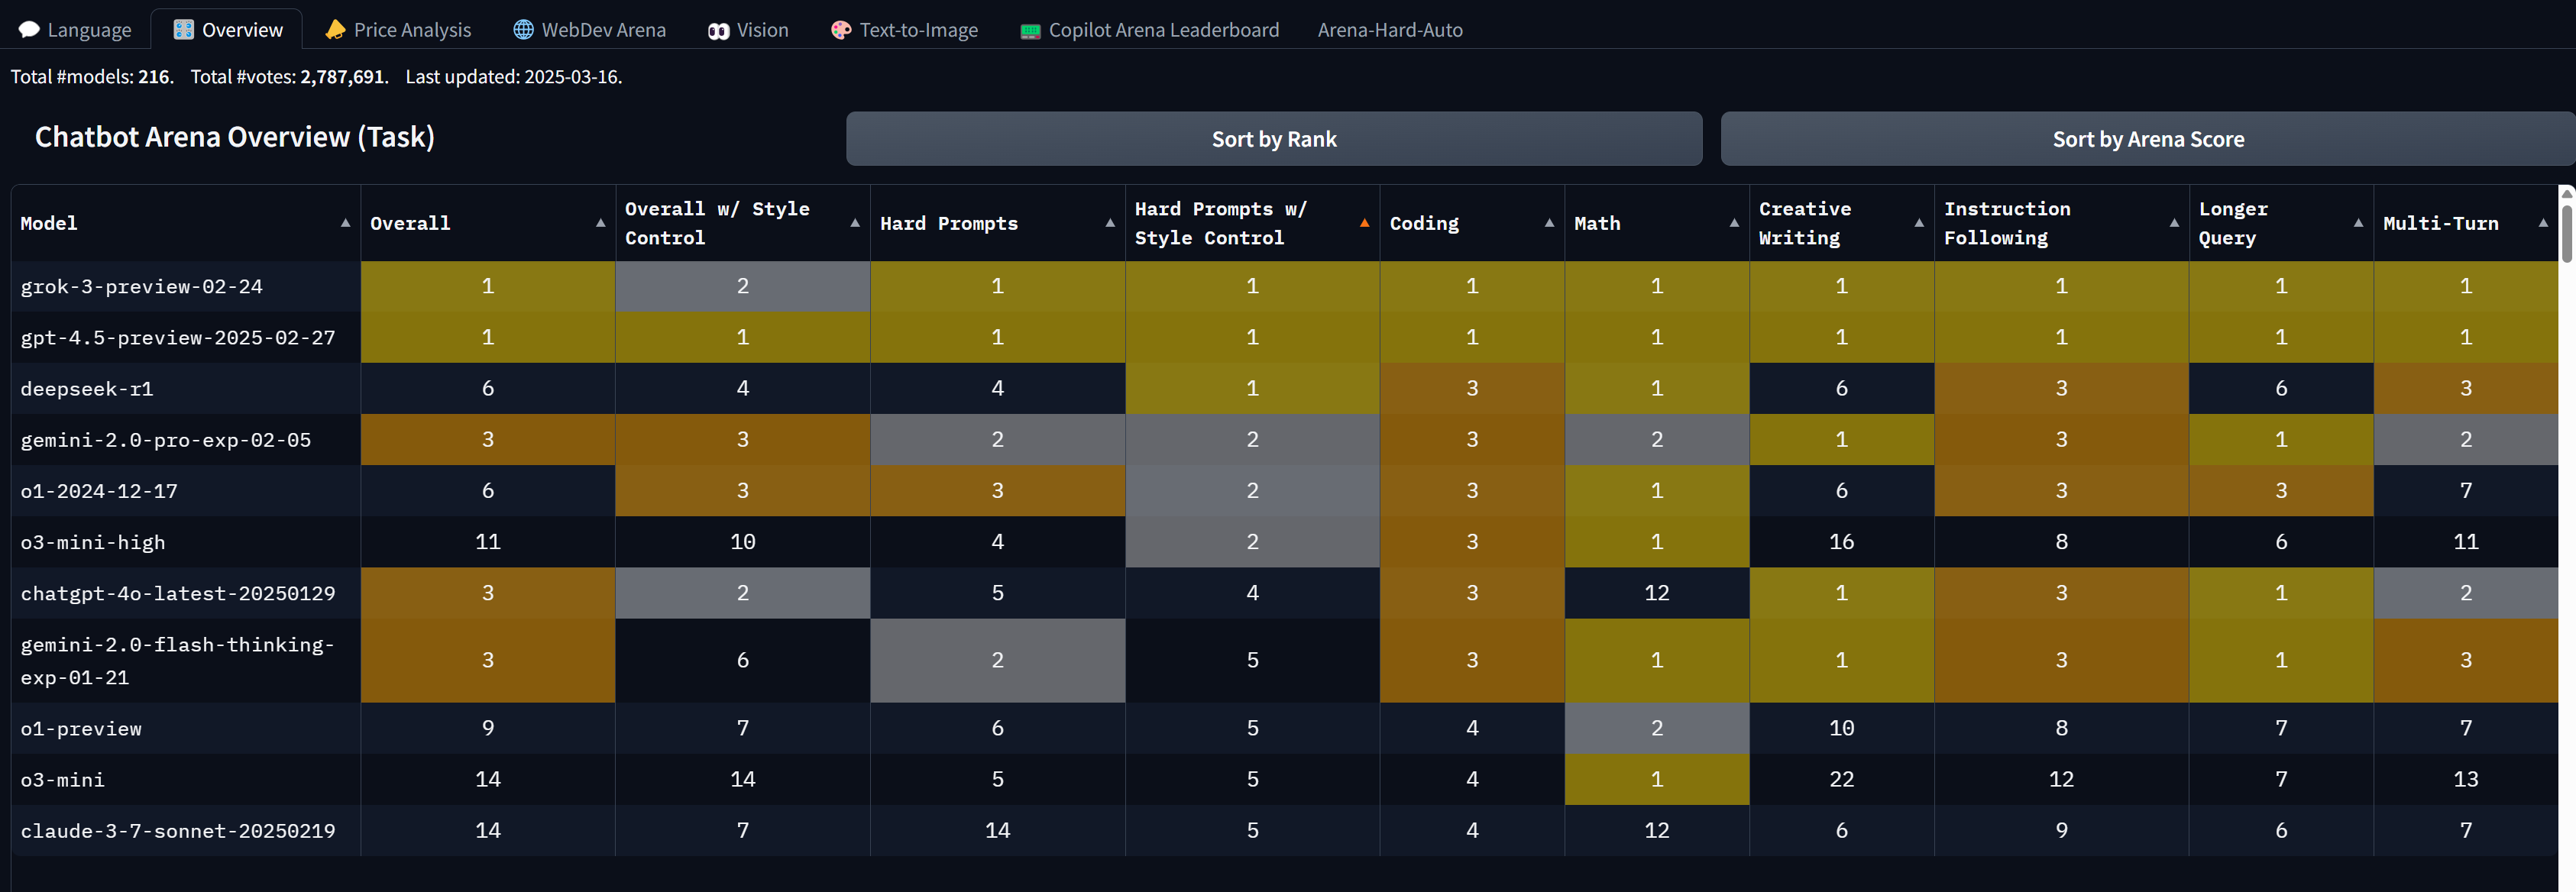 Language Overview Price Analysis WebDev Arena Vision Text-to-Image Copilot Arena Leaderboard Arena-Hard-Auto
Total #models: 216. Total #votes: 2,787,691. Last updated: 2025-03-16.
Chatbot Arena Overview (Task) Sort by Rank Sort by Arena Score
Model ▲ Overall ▲ Overall w/ Style Control ▲ Hard Prompts ▲ Hard Prompts w/ Style Control ▲ Coding ▲ Math ▲ Creative Writing ▲ Instruction Following ▲ Longer Query ▲ Multi-Turn ▲
grok-3-preview-02-24 1 2 1 1 1 1 1 1 1 1
gpt-4.5-preview-2025-02-27 1 1 1 1 1 1 1 1 1 1
deepseek-r1 6 4 4 1 3 1 6 3 6 3
gemini-2.0-pro-exp-02-05 3 3 2 2 3 2 1 3 1 2
o1-2024-12-17 6 3 3 2 3 1 6 3 3 7
o3-mini-high 11 10 4 2 3 1 16 8 6 11
chatgpt-4o-latest-20250129 3 2 5 4 3 12 1 3 1 2
gemini-2.0-flash-thinking-exp-01-21 3 6 2 5 3 1 1 3 1 3
o1-preview 9 7 6 5 4 2 10 8 7 7
o3-mini 14 14 5 5 4 1 22 12 7 13
claude-3-7-sonnet-20250219 14 7 14 5 4 12 6 9 6 7